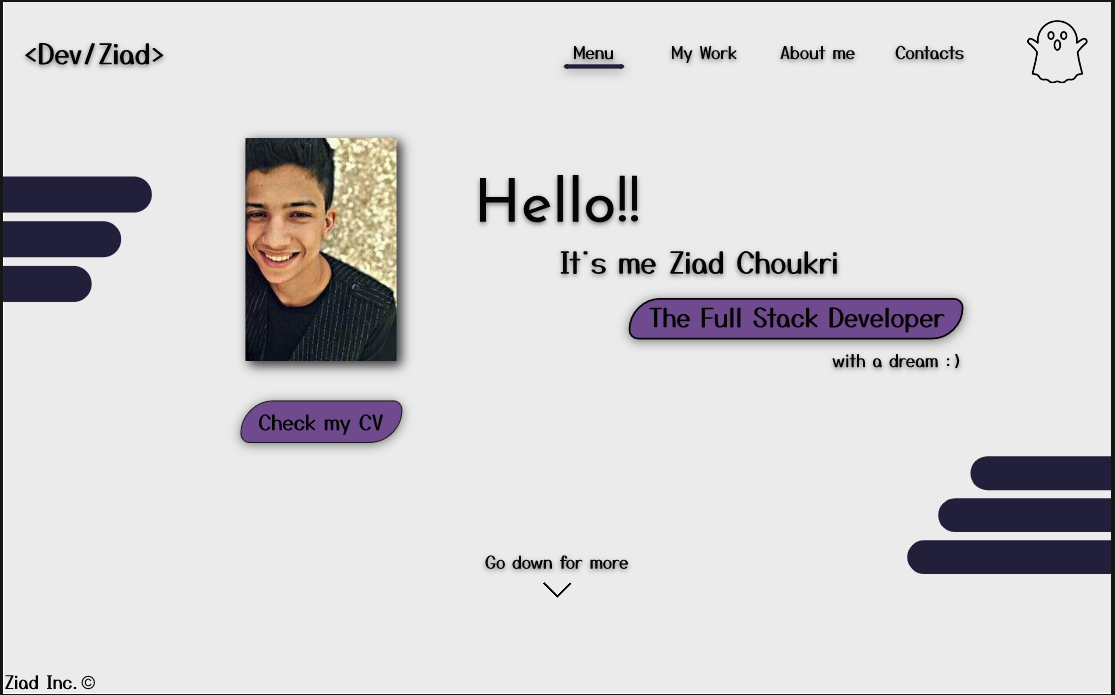 <Dev/Ziad>
Menu
My Work
About me
Contacts
Hello!!
It's me Ziad Choukri
The Full Stack Developer
with a dream :)
Check my CV
Go down for more
Ziad Inc. ©